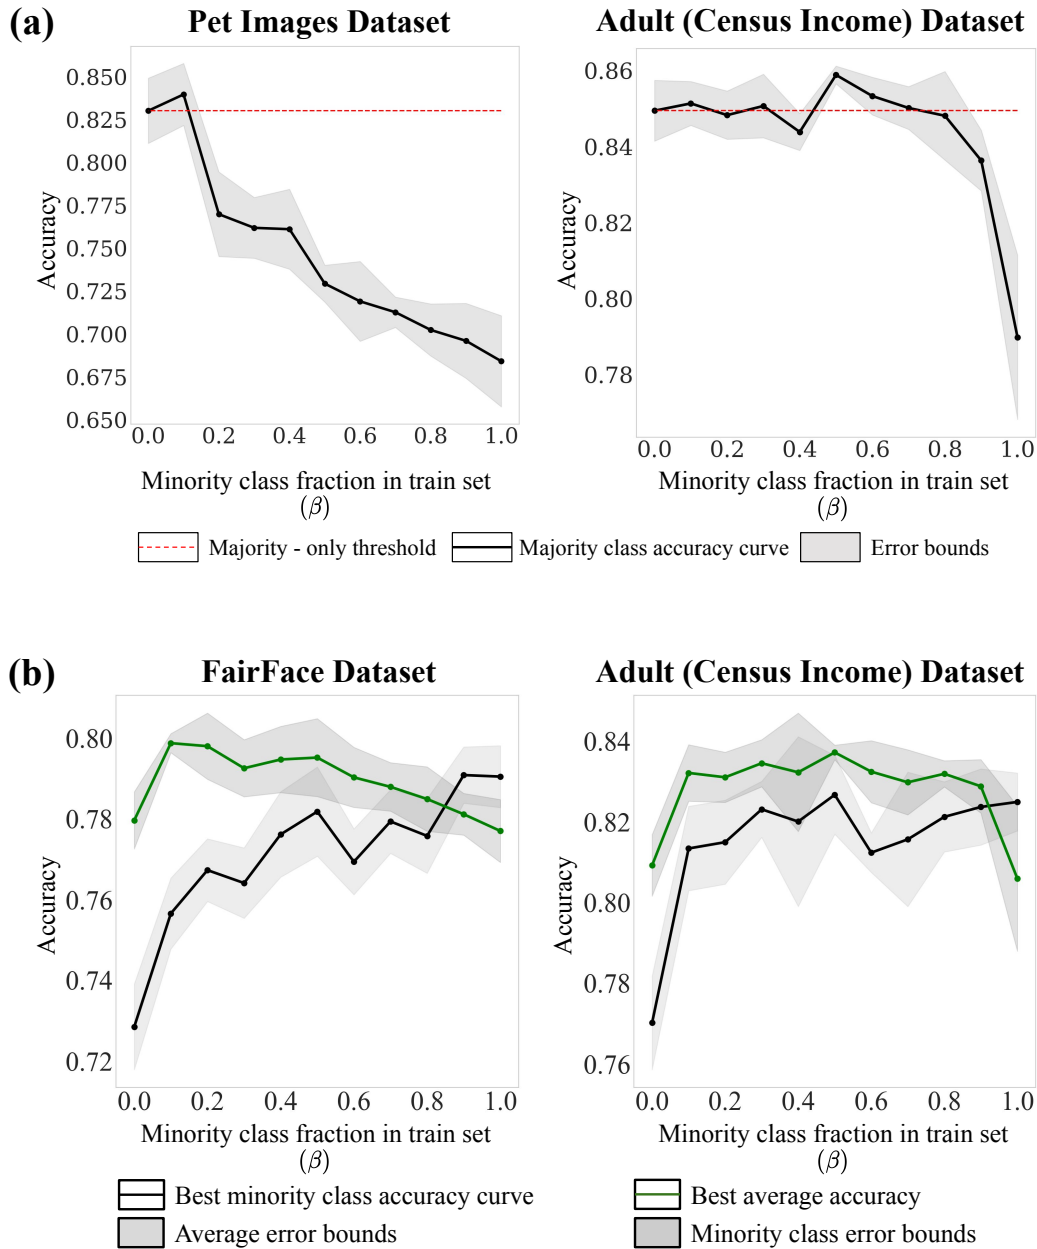 (a)
Pet Images Dataset
Adult (Census Income) Dataset
0.850
0.825
0.800
0.775
0.750
0.725
0.700
0.675
0.650
Accuracy
0.0 0.2 0.4 0.6 0.8 1.0
Minority class fraction in train set
(β)
0.86
0.84
0.82
0.80
0.78
Accuracy
0.0 0.2 0.4 0.6 0.8 1.0
Minority class fraction in train set
(β)
Majority - only threshold
Majority class accuracy curve
Error bounds
(b)
FairFace Dataset
Adult (Census Income) Dataset
0.80
0.78
0.76
0.74
0.72
Accuracy
0.0 0.2 0.4 0.6 0.8 1.0
Minority class fraction in train set
(β)
0.84
0.82
0.80
0.78
0.76
Accuracy
0.0 0.2 0.4 0.6 0.8 1.0
Minority class fraction in train set
(β)
Best minority class accuracy curve
Average error bounds
Best average accuracy
Minority class error bounds